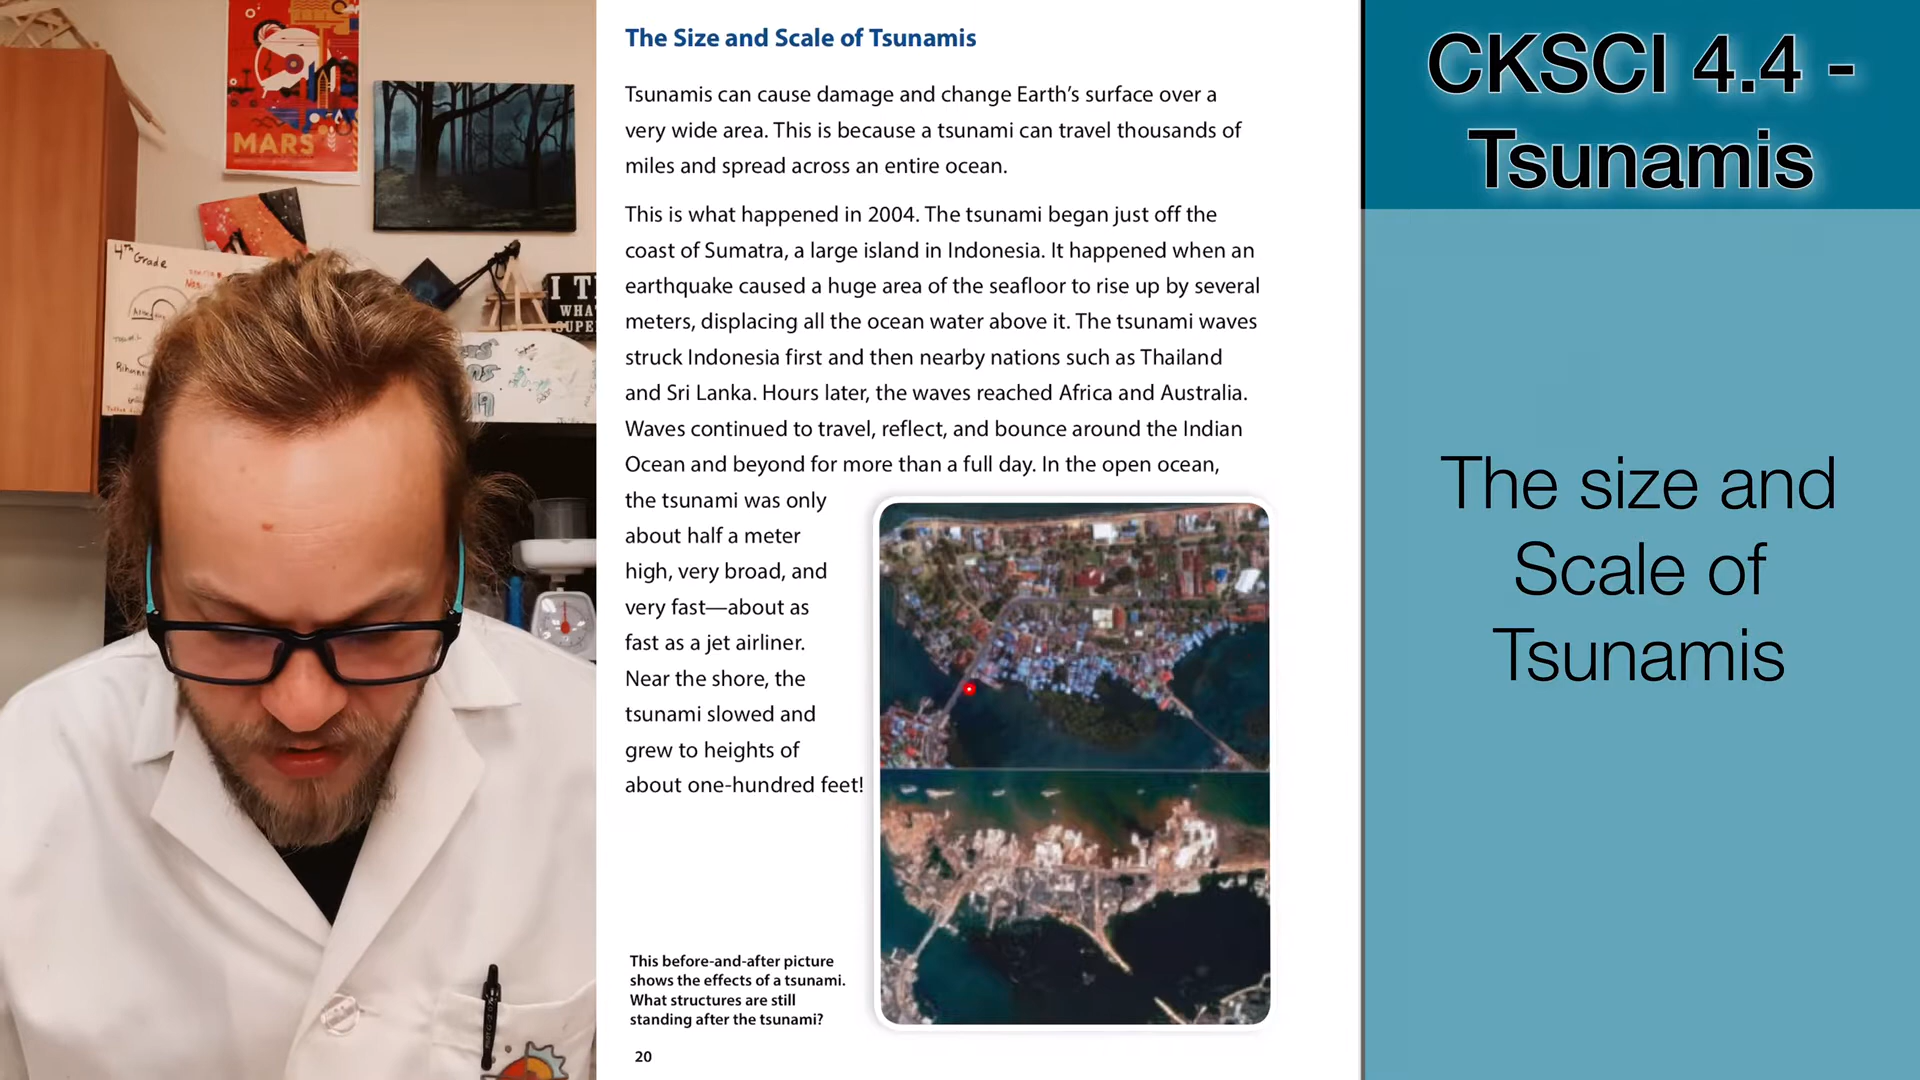 MARS
4th Grade
I T
WHA
SUPE
The Size and Scale of Tsunamis
Tsunamis can cause damage and change Earth's surface over a
very wide area. This is because a tsunami can travel thousands of
miles and spread across an entire ocean.
This is what happened in 2004. The tsunami began just off the
coast of Sumatra, a large island in Indonesia. It happened when an
earthquake caused a huge area of the seafloor to rise up by several
meters, displacing all the ocean water above it. The tsunami waves
struck Indonesia first and then nearby nations such as Thailand
and Sri Lanka. Hours later, the waves reached Africa and Australia.
Waves continued to travel, reflect, and bounce around the Indian
Ocean and beyond for more than a full day. In the open ocean,
the tsunami was only
about half a meter
high, very broad, and
very fast—about as
fast as a jet airliner.
Near the shore, the
tsunami slowed and
grew to heights of
about one-hundred feet!
This before-and-after picture
shows the effects of a tsunami.
What structures are still
standing after the tsunami?
20
CKSCI 4.4 -
Tsunamis
The size and
Scale of
Tsunamis